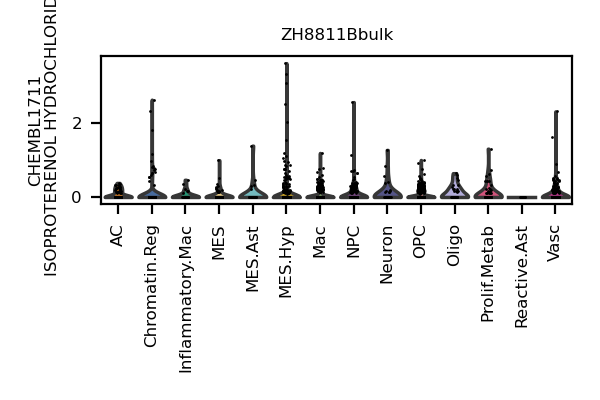 ZH8811Bbulk
CHEMBL1711
ISOPROTERENOL HYDROCHLORID
2
0
AC
Chromatin.Reg
Inflammatory.Mac
MES
MES.Ast
MES.Hyp
Mac
NPC
Neuron
OPC
Oligo
Prolif.Metab
Reactive.Ast
Vasc